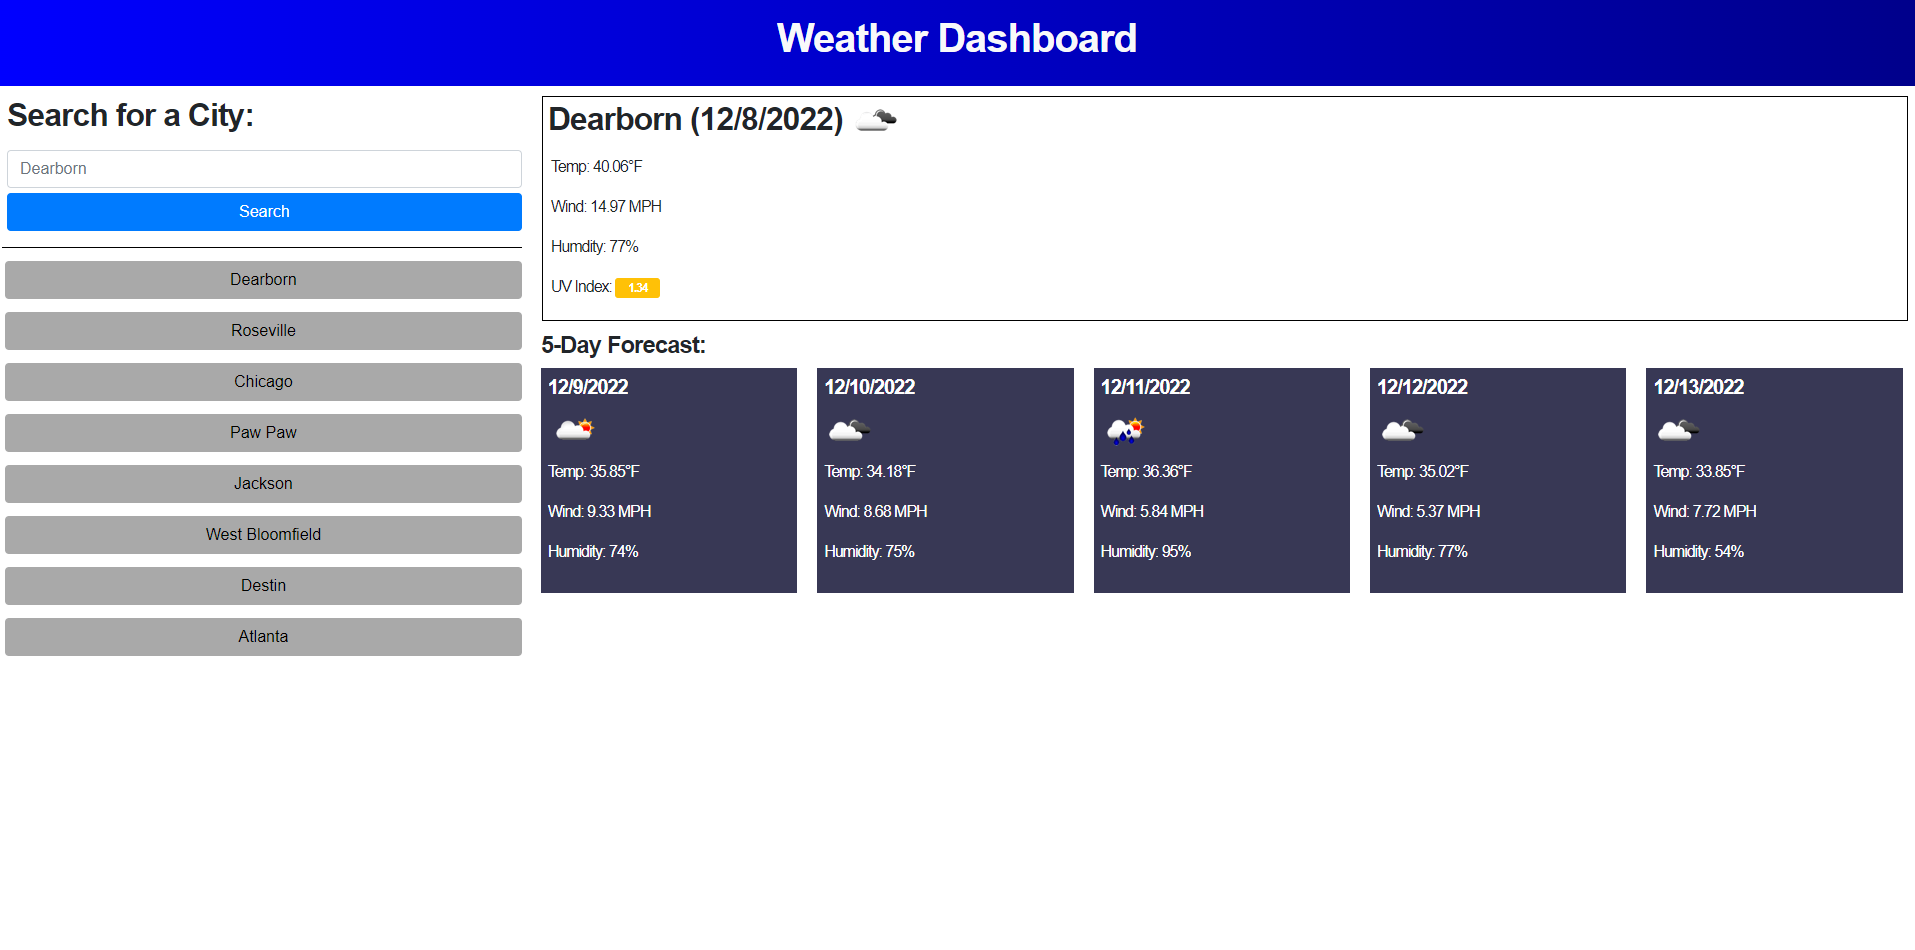 Weather Dashboard
Search for a City:
Dearborn
Search
Dearborn
Roseville
Chicago
Paw Paw
Jackson
West Bloomfield
Destin
Atlanta
Dearborn (12/8/2022)
Temp: 40.06°F
Wind: 14.97 MPH
Humdity: 77%
UV Index: 1.34
5-Day Forecast:
12/9/2022
Temp: 35.85°F
Wind: 9.33 MPH
Humidity: 74%
12/10/2022
Temp: 34.18°F
Wind: 8.68 MPH
Humidity: 75%
12/11/2022
Temp: 36.36°F
Wind: 5.84 MPH
Humidity: 95%
12/12/2022
Temp: 35.02°F
Wind: 5.37 MPH
Humidity: 77%
12/13/2022
Temp: 33.85°F
Wind: 7.72 MPH
Humidity: 54%